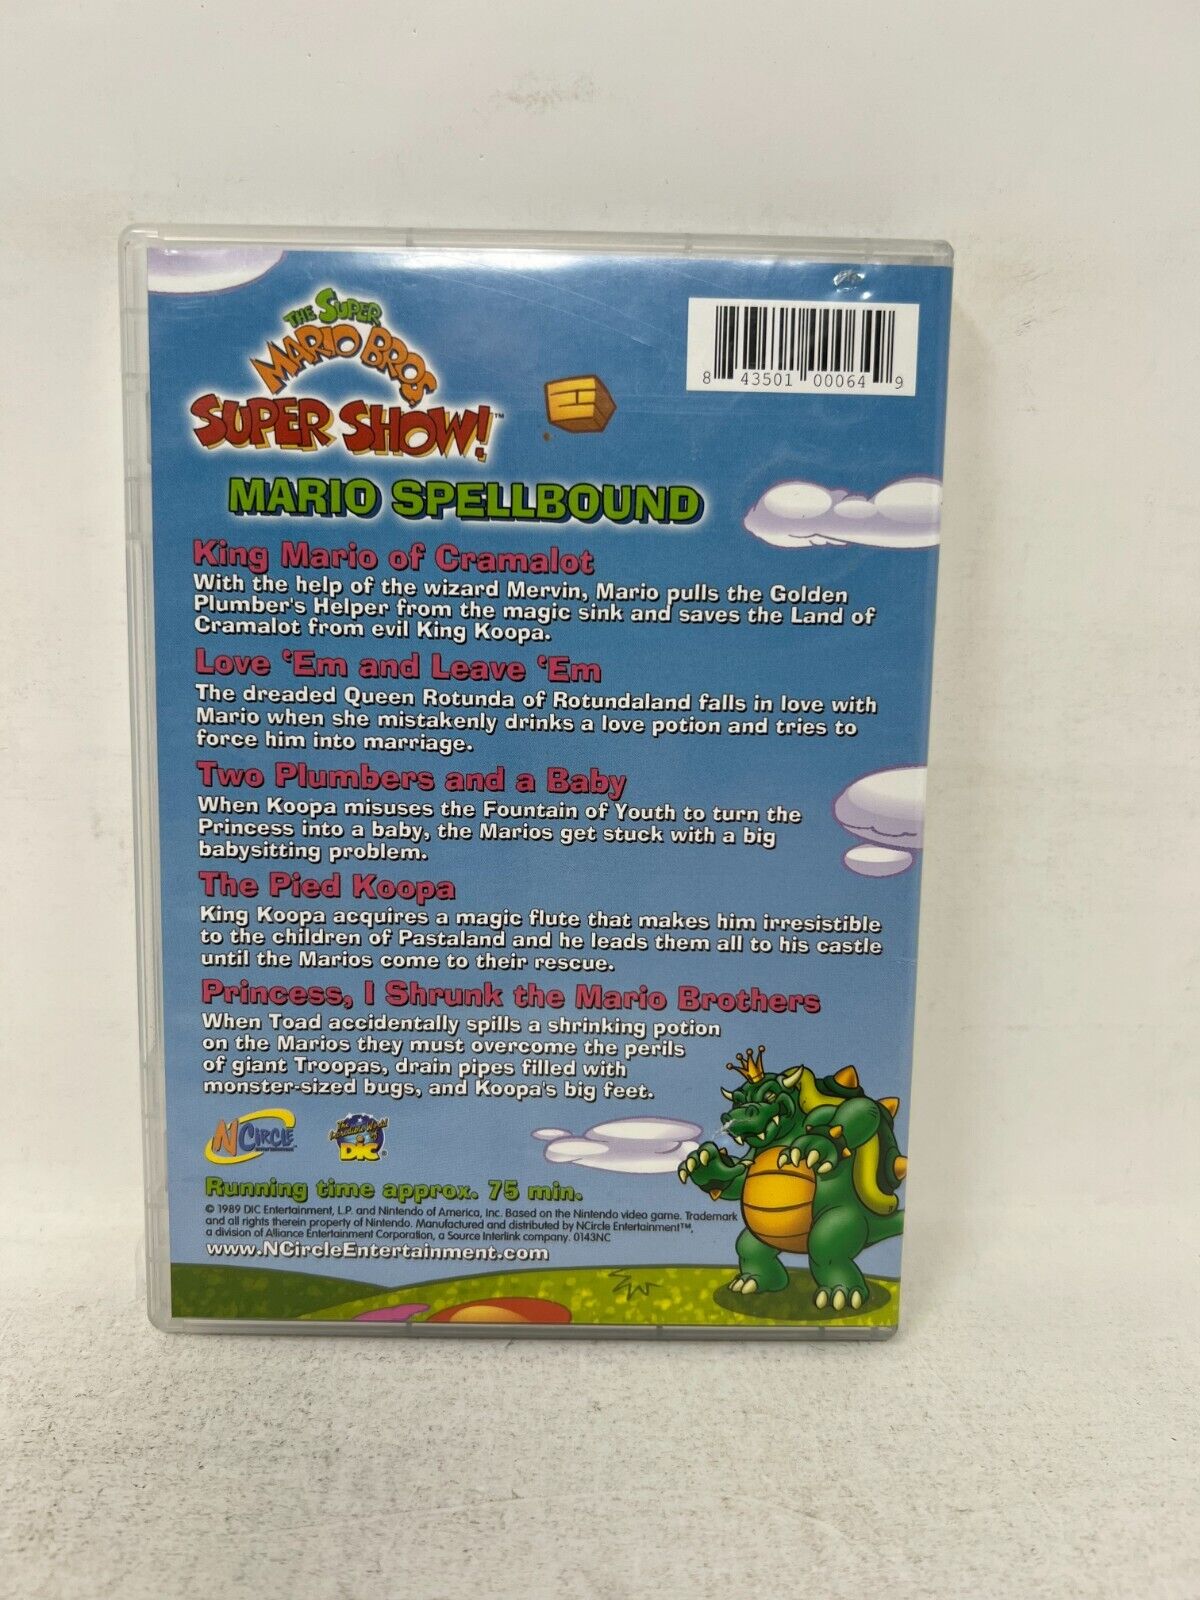 THE SUPER
MARIO BROS
SUPER SHOW!™
8 43501 00064 9
MARIO SPELLBOUND
King Mario of Cramalot
With the help of the wizard Mervin, Mario pulls the Golden
Plumber's Helper from the magic sink and saves the Land of
Cramalot from evil King Koopa.
Love ‘Em and Leave ‘Em
The dreaded Queen Rotunda of Rotundaland falls in love with
Mario when she mistakenly drinks a love potion and tries to
force him into marriage.
Two Plumbers and a Baby
When Koopa misuses the Fountain of Youth to turn the
Princess into a baby, the Marios get stuck with a big
babysitting problem.
The Pied Koopa
King Koopa acquires a magic flute that makes him irresistible
to the children of Pastaland and he leads them all to his castle
until the Marios come to their rescue.
Princess, I Shrunk the Mario Brothers
When Toad accidentally spills a shrinking potion
on the Marios they must overcome the perils
of giant Troopas, drain pipes filled with
monster-sized bugs, and Koopa's big feet.
NCIRCLE
The Incredible World of DiC®
Running time approx. 75 min.
© 1989 DIC Entertainment, L.P. and Nintendo of America, Inc. Based on the Nintendo video game. Trademark
and all rights therein property of Nintendo. Manufactured and distributed by NCircle Entertainment™,
a division of Alliance Entertainment Corporation, a Source Interlink company. 0143NC
www.NCircleEntertainment.com